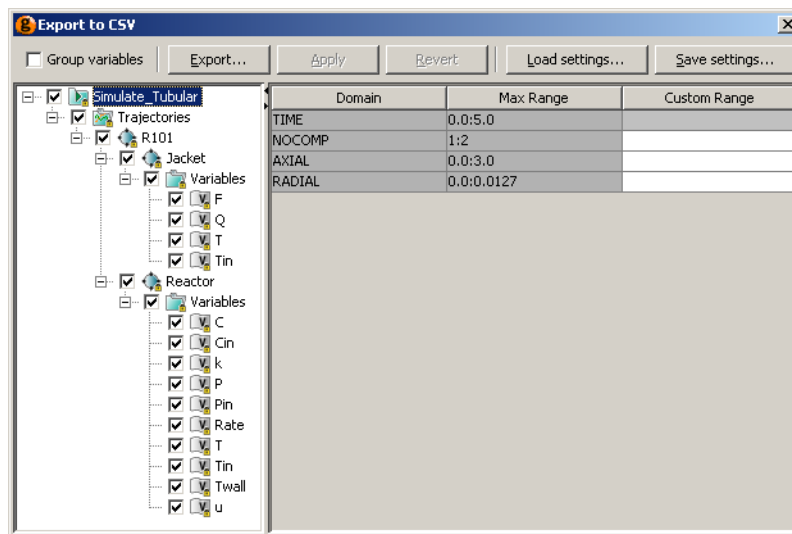 Export to CSV
Group variables Export... Apply Revert Load settings... Save settings...
Simulate_Tubular
Trajectories
R101
Jacket
Variables
F
Q
T
Tin
Reactor
Variables
C
Cin
k
P
Pin
Rate
T
Tin
Twall
u
Domain Max Range Custom Range
TIME 0.0:5.0
NOCOMP 1:2
AXIAL 0.0:3.0
RADIAL 0.0:0.0127